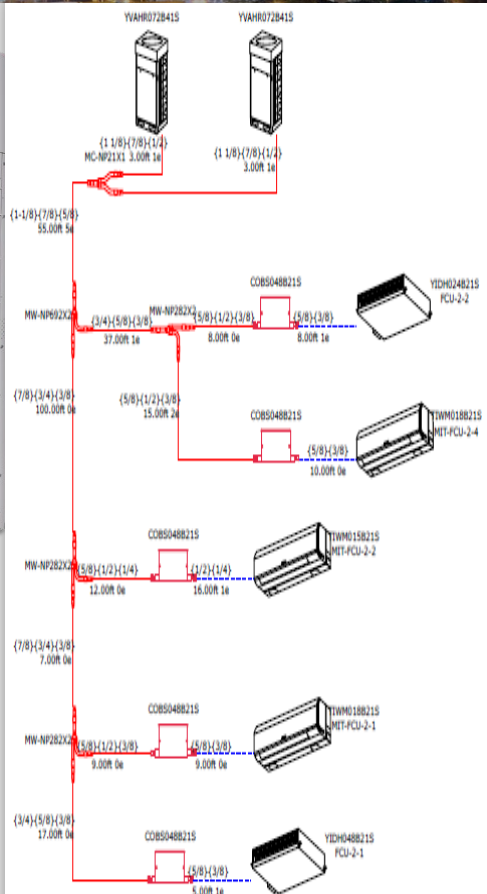 YVAHR072B41S
YVAHR072B41S
{1 1/8}-{7/8}-{1/2}
MC-NP21X1 3.00ft 1e
{1 1/8}-{7/8}-{1/2}
3.00ft 1e
{1-1/8}-{7/8}-{5/8}
55.00ft 5e
COBS048B21S
YIDH024B21S
FCU-2-2
MW-NP692X2
{3/4}-{5/8}-{3/8}
MW-NP282X2
{5/8}-{1/2}-{3/8}
{5/8}-{3/8}
37.00ft 1e
8.00ft 0e
8.00ft 1e
{7/8}-{3/4}-{3/8}
100.00ft 0e
{5/8}-{1/2}-{3/8}
15.00ft 2e
COBS048B21S
YIWM018B21S
MIT-FCU-2-4
{5/8}-{3/8}
10.00ft 0e
COBS048B21S
YIWM015B21S
MIT-FCU-2-2
MW-NP282X2
{5/8}-{1/2}-{1/4}
{1/2}-{1/4}
12.00ft 0e
16.00ft 1e
{7/8}-{3/4}-{3/8}
7.00ft 0e
COBS048B21S
YIWM018B21S
MIT-FCU-2-1
MW-NP282X2
{5/8}-{1/2}-{3/8}
{5/8}-{3/8}
9.00ft 0e
9.00ft 0e
{3/4}-{5/8}-{3/8}
17.00ft 0e
COBS048B21S
YIDH048B21S
FCU-2-1
{5/8}-{3/8}
5.00ft 1e